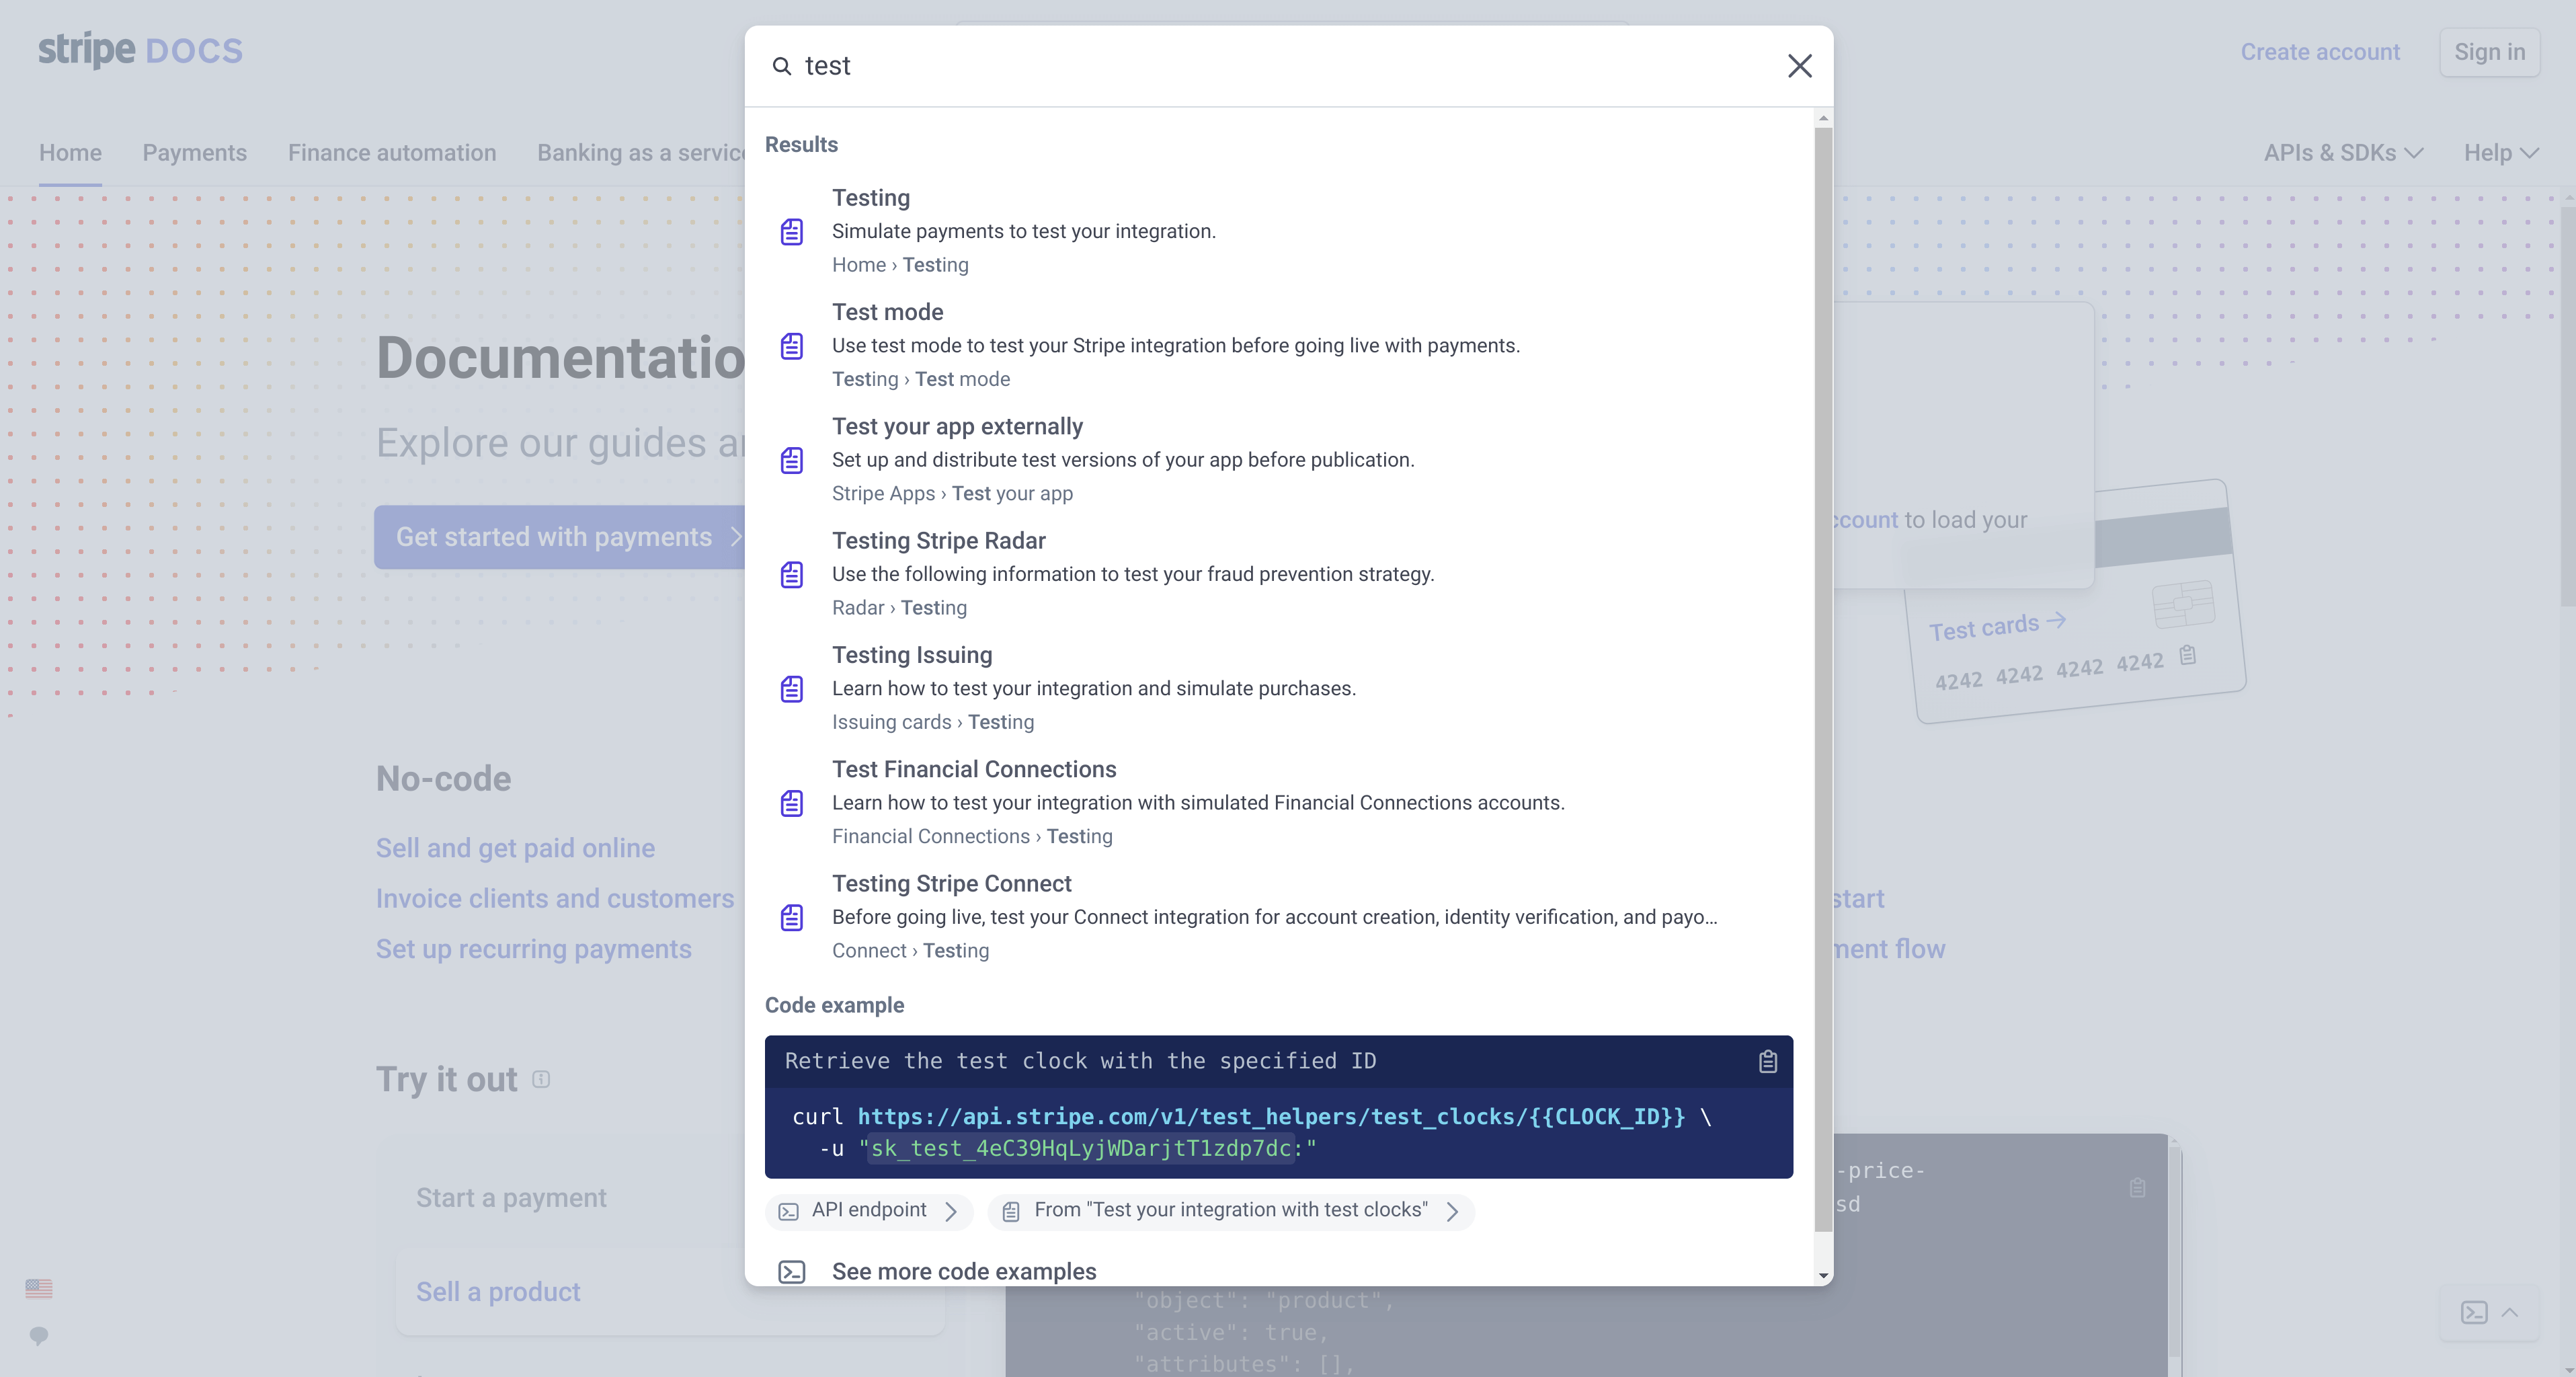 stripe DOCS
Create account
Sign in
Home
Payments
Finance automation
Banking as a service
APIs & SDKs
Help
Documentatio
Explore our guides a
Get started with payments
ccount to load your
Test cards →
4242 4242 4242 4242
No-code
Sell and get paid online
Invoice clients and customers
Set up recurring payments
start
ment flow
Try it out
Start a payment
Sell a product
-price-
sd
"object": "product",
"active": true,
"attributes": [],
test
Results
Testing
Simulate payments to test your integration.
Home › Testing
Test mode
Use test mode to test your Stripe integration before going live with payments.
Testing › Test mode
Test your app externally
Set up and distribute test versions of your app before publication.
Stripe Apps › Test your app
Testing Stripe Radar
Use the following information to test your fraud prevention strategy.
Radar › Testing
Testing Issuing
Learn how to test your integration and simulate purchases.
Issuing cards › Testing
Test Financial Connections
Learn how to test your integration with simulated Financial Connections accounts.
Financial Connections › Testing
Testing Stripe Connect
Before going live, test your Connect integration for account creation, identity verification, and payo...
Connect › Testing
Code example
Retrieve the test clock with the specified ID
curl https://api.stripe.com/v1/test_helpers/test_clocks/{{CLOCK_ID}} \
-u "sk_test_4eC39HqLyjWDarjtT1zdp7dc:"
API endpoint
From "Test your integration with test clocks"
See more code examples